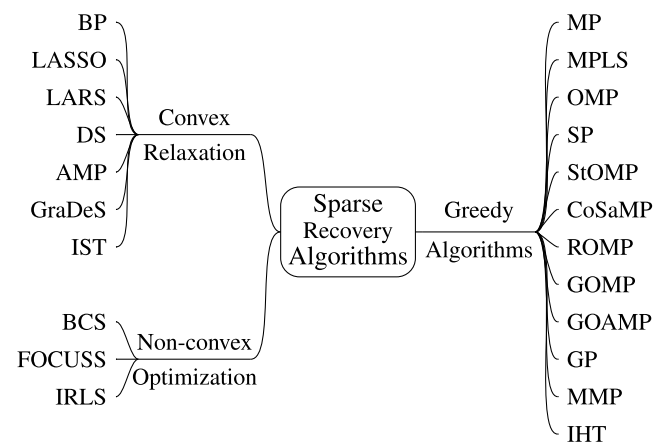 BP
LASSO
LARS
DS
AMP
GraDeS
IST
Convex
Relaxation
BCS
FOCUSS
IRLS
Non-convex
Optimization
Sparse
Recovery
Algorithms
Greedy
Algorithms
MP
MPLS
OMP
SP
StOMP
CoSaMP
ROMP
GOMP
GOAMP
GP
MMP
IHT